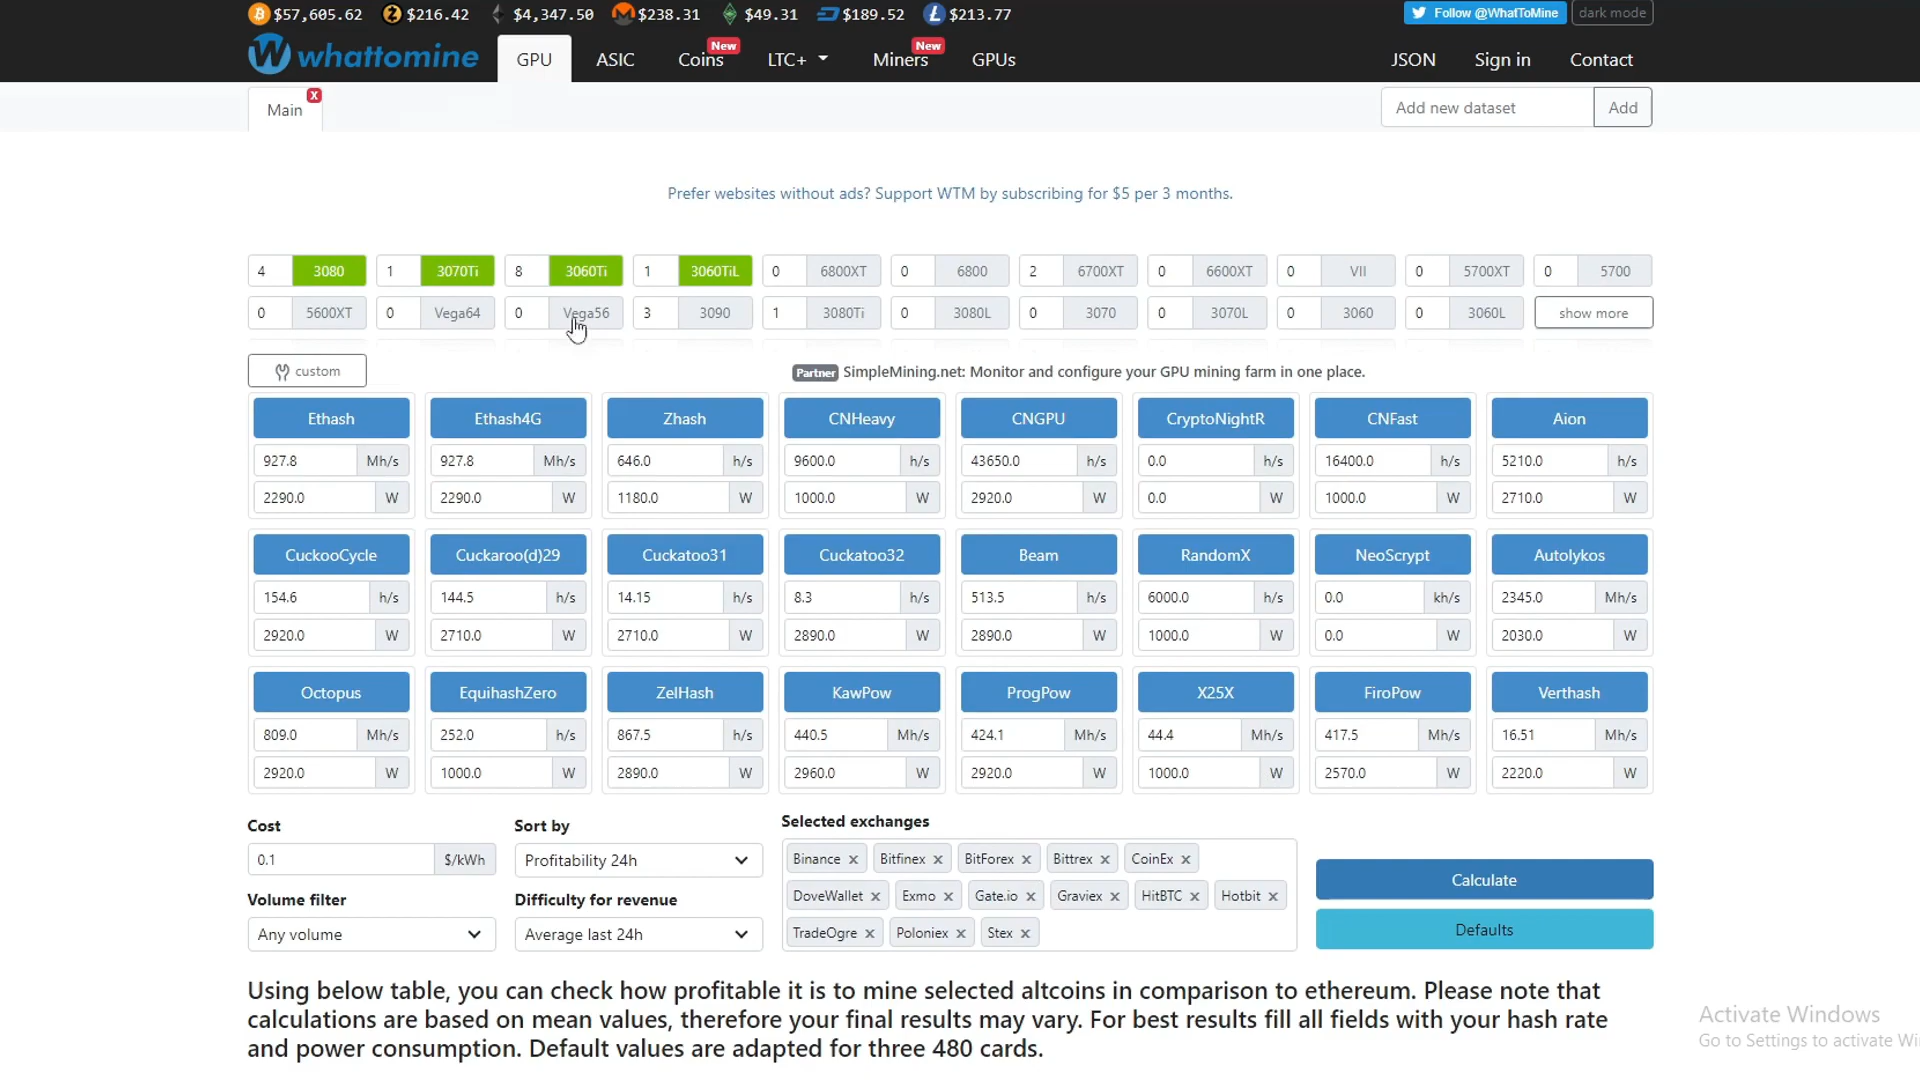 $57,605.62 $216.42 $4,347.50 $238.31 $49.31 $189.52 $213.77 Follow @WhatToMine dark mode
whattomine GPU ASIC Coins New LTC+ Miners New GPUs JSON Sign in Contact
Main X Add new dataset Add
Prefer websites without ads? Support WTM by subscribing for $5 per 3 months.
4 3080 1 3070Ti 8 3060Ti 1 3060TiL 0 6800XT 0 6800 2 6700XT 0 6600XT 0 VII 0 5700XT 0 5700
0 5600XT 0 Vega64 0 Vega56 3 3090 1 3080Ti 0 3080L 0 3070 0 3070L 0 3060 0 3060L show more
custom Partner SimpleMining.net: Monitor and configure your GPU mining farm in one place.
Ethash Ethash4G Zhash CNHeavy CNGPU CryptoNightR CNFast Aion
927.8 Mh/s 927.8 Mh/s 646.0 h/s 9600.0 h/s 43650.0 h/s 0.0 h/s 16400.0 h/s 5210.0 h/s
2290.0 W 2290.0 W 1180.0 W 1000.0 W 2920.0 W 0.0 W 1000.0 W 2710.0 W
CuckooCycle Cuckaroo(d)29 Cuckatoo31 Cuckatoo32 Beam RandomX NeoScrypt Autolykos
154.6 h/s 144.5 h/s 14.15 h/s 8.3 h/s 513.5 h/s 6000.0 h/s 0.0 kh/s 2345.0 Mh/s
2920.0 W 2710.0 W 2710.0 W 2890.0 W 2890.0 W 1000.0 W 0.0 W 2030.0 W
Octopus EquihashZero ZelHash KawPow ProgPow X25X FiroPow Verthash
809.0 Mh/s 252.0 h/s 867.5 h/s 440.5 Mh/s 424.1 Mh/s 44.4 Mh/s 417.5 Mh/s 16.51 Mh/s
2920.0 W 1000.0 W 2890.0 W 2960.0 W 2920.0 W 1000.0 W 2570.0 W 2220.0 W
Cost Sort by Selected exchanges
0.1 $/kWh Profitability 24h Binance × Bitfinex × BitForex × Bittrex × CoinEx × Calculate
Volume filter Difficulty for revenue DoveWallet × Exmo × Gate.io × Graviex × HitBTC × Hotbit ×
Any volume Average last 24h TradeOgre × Poloniex × Stex × Defaults
Using below table, you can check how profitable it is to mine selected altcoins in comparison to ethereum. Please note that
calculations are based on mean values, therefore your final results may vary. For best results fill all fields with your hash rate
and power consumption. Default values are adapted for three 480 cards.
Activate Windows
Go to Settings to activate Wi